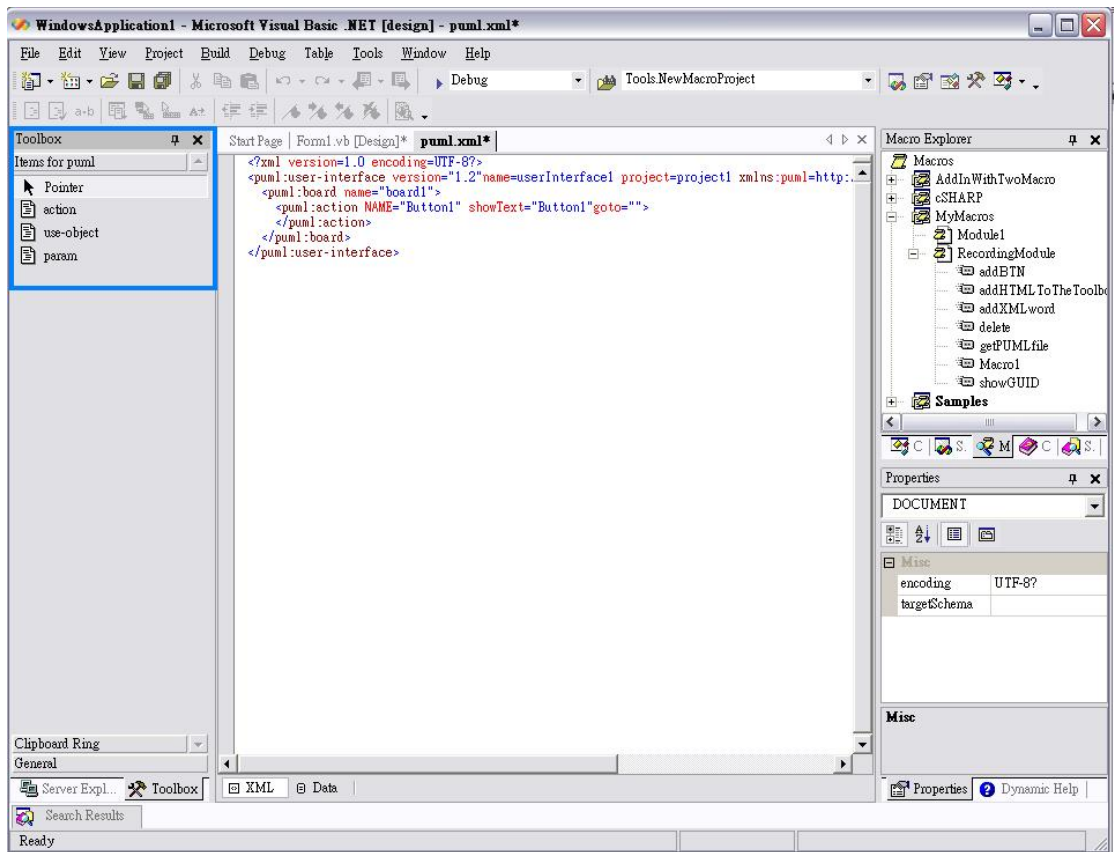 WindowsApplication1 - Microsoft Visual Basic .NET [design] - puml.xml*
File Edit View Project Build Debug Table Tools Window Help
Debug Tools.NewMacroProject
Toolbox
Items for puml
Pointer
action
use-object
param
Clipboard Ring
General
Server Expl... Toolbox
Start Page Form1.vb [Design]* puml.xml*
<?xml version=1.0 encoding=UTF-8?>
<puml:user-interface version="1.2"name=userInterface1 project=project1 xmlns:puml=http:.
<puml:board name="board1">
<puml:action NAME="Button1" showText="Button1"goto="">
</puml:action>
</puml:board>
</puml:user-interface>
XML Data
Macro Explorer
Macros
AddInWithTwoMacro
cSHARP
MyMacros
Module1
RecordingModule
addBTN
addHTMLToTheToolbo
addXMLword
delete
getPUMLfile
Macro1
showGUID
Samples
C S. M C S.
Properties
DOCUMENT
Misc
encoding UTF-8?
targetSchema
Misc
Properties Dynamic Help
Search Results
Ready